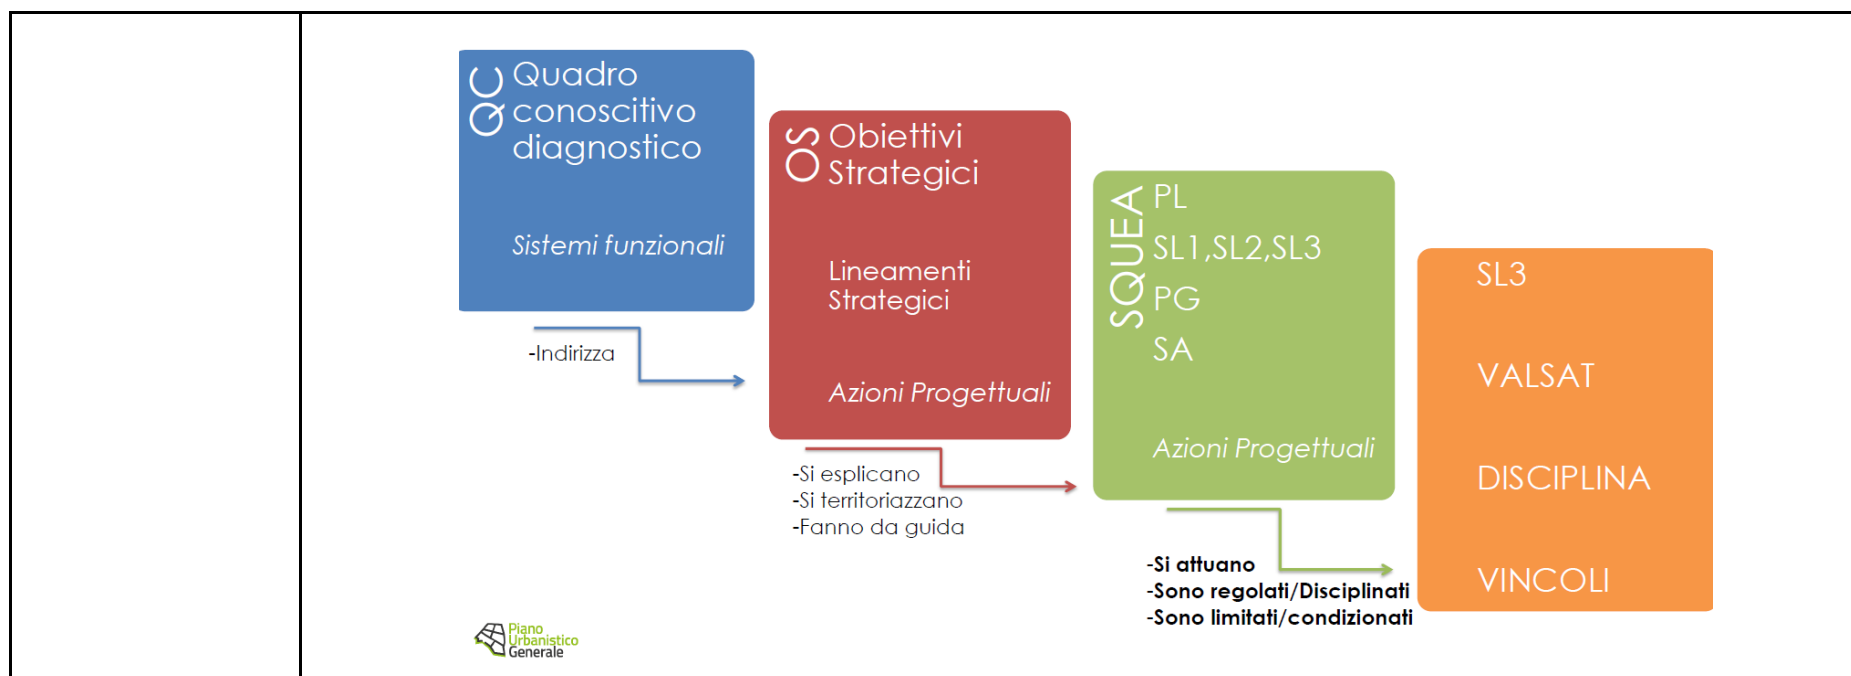 QC
Quadro
conoscitivo
diagnostico
Sistemi funzionali
-Indirizza
OS
Obiettivi
Strategici
Lineamenti
Strategici
Azioni Progettuali
-Si esplicano
-Si territoriazzano
-Fanno da guida
SQUEA
PL
SL1,SL2,SL3
PG
SA
Azioni Progettuali
-Si attuano
-Sono regolati/Disciplinati
-Sono limitati/condizionati
SL3
VALSAT
DISCIPLINA
VINCOLI
Piano
Urbanistico
Generale